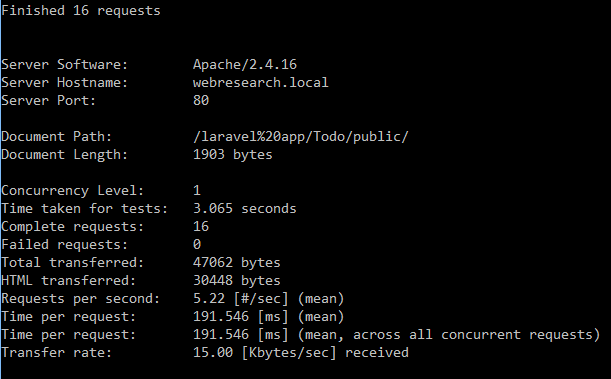 Finished 16 requests
Server Software: Apache/2.4.16
Server Hostname: webresearch.local
Server Port: 80
Document Path: /laravel%20app/Todo/public/
Document Length: 1903 bytes
Concurrency Level: 1
Time taken for tests: 3.065 seconds
Complete requests: 16
Failed requests: 0
Total transferred: 47062 bytes
HTML transferred: 30448 bytes
Requests per second: 5.22 [#/sec] (mean)
Time per request: 191.546 [ms] (mean)
Time per request: 191.546 [ms] (mean, across all concurrent requests)
Transfer rate: 15.00 [Kbytes/sec] received